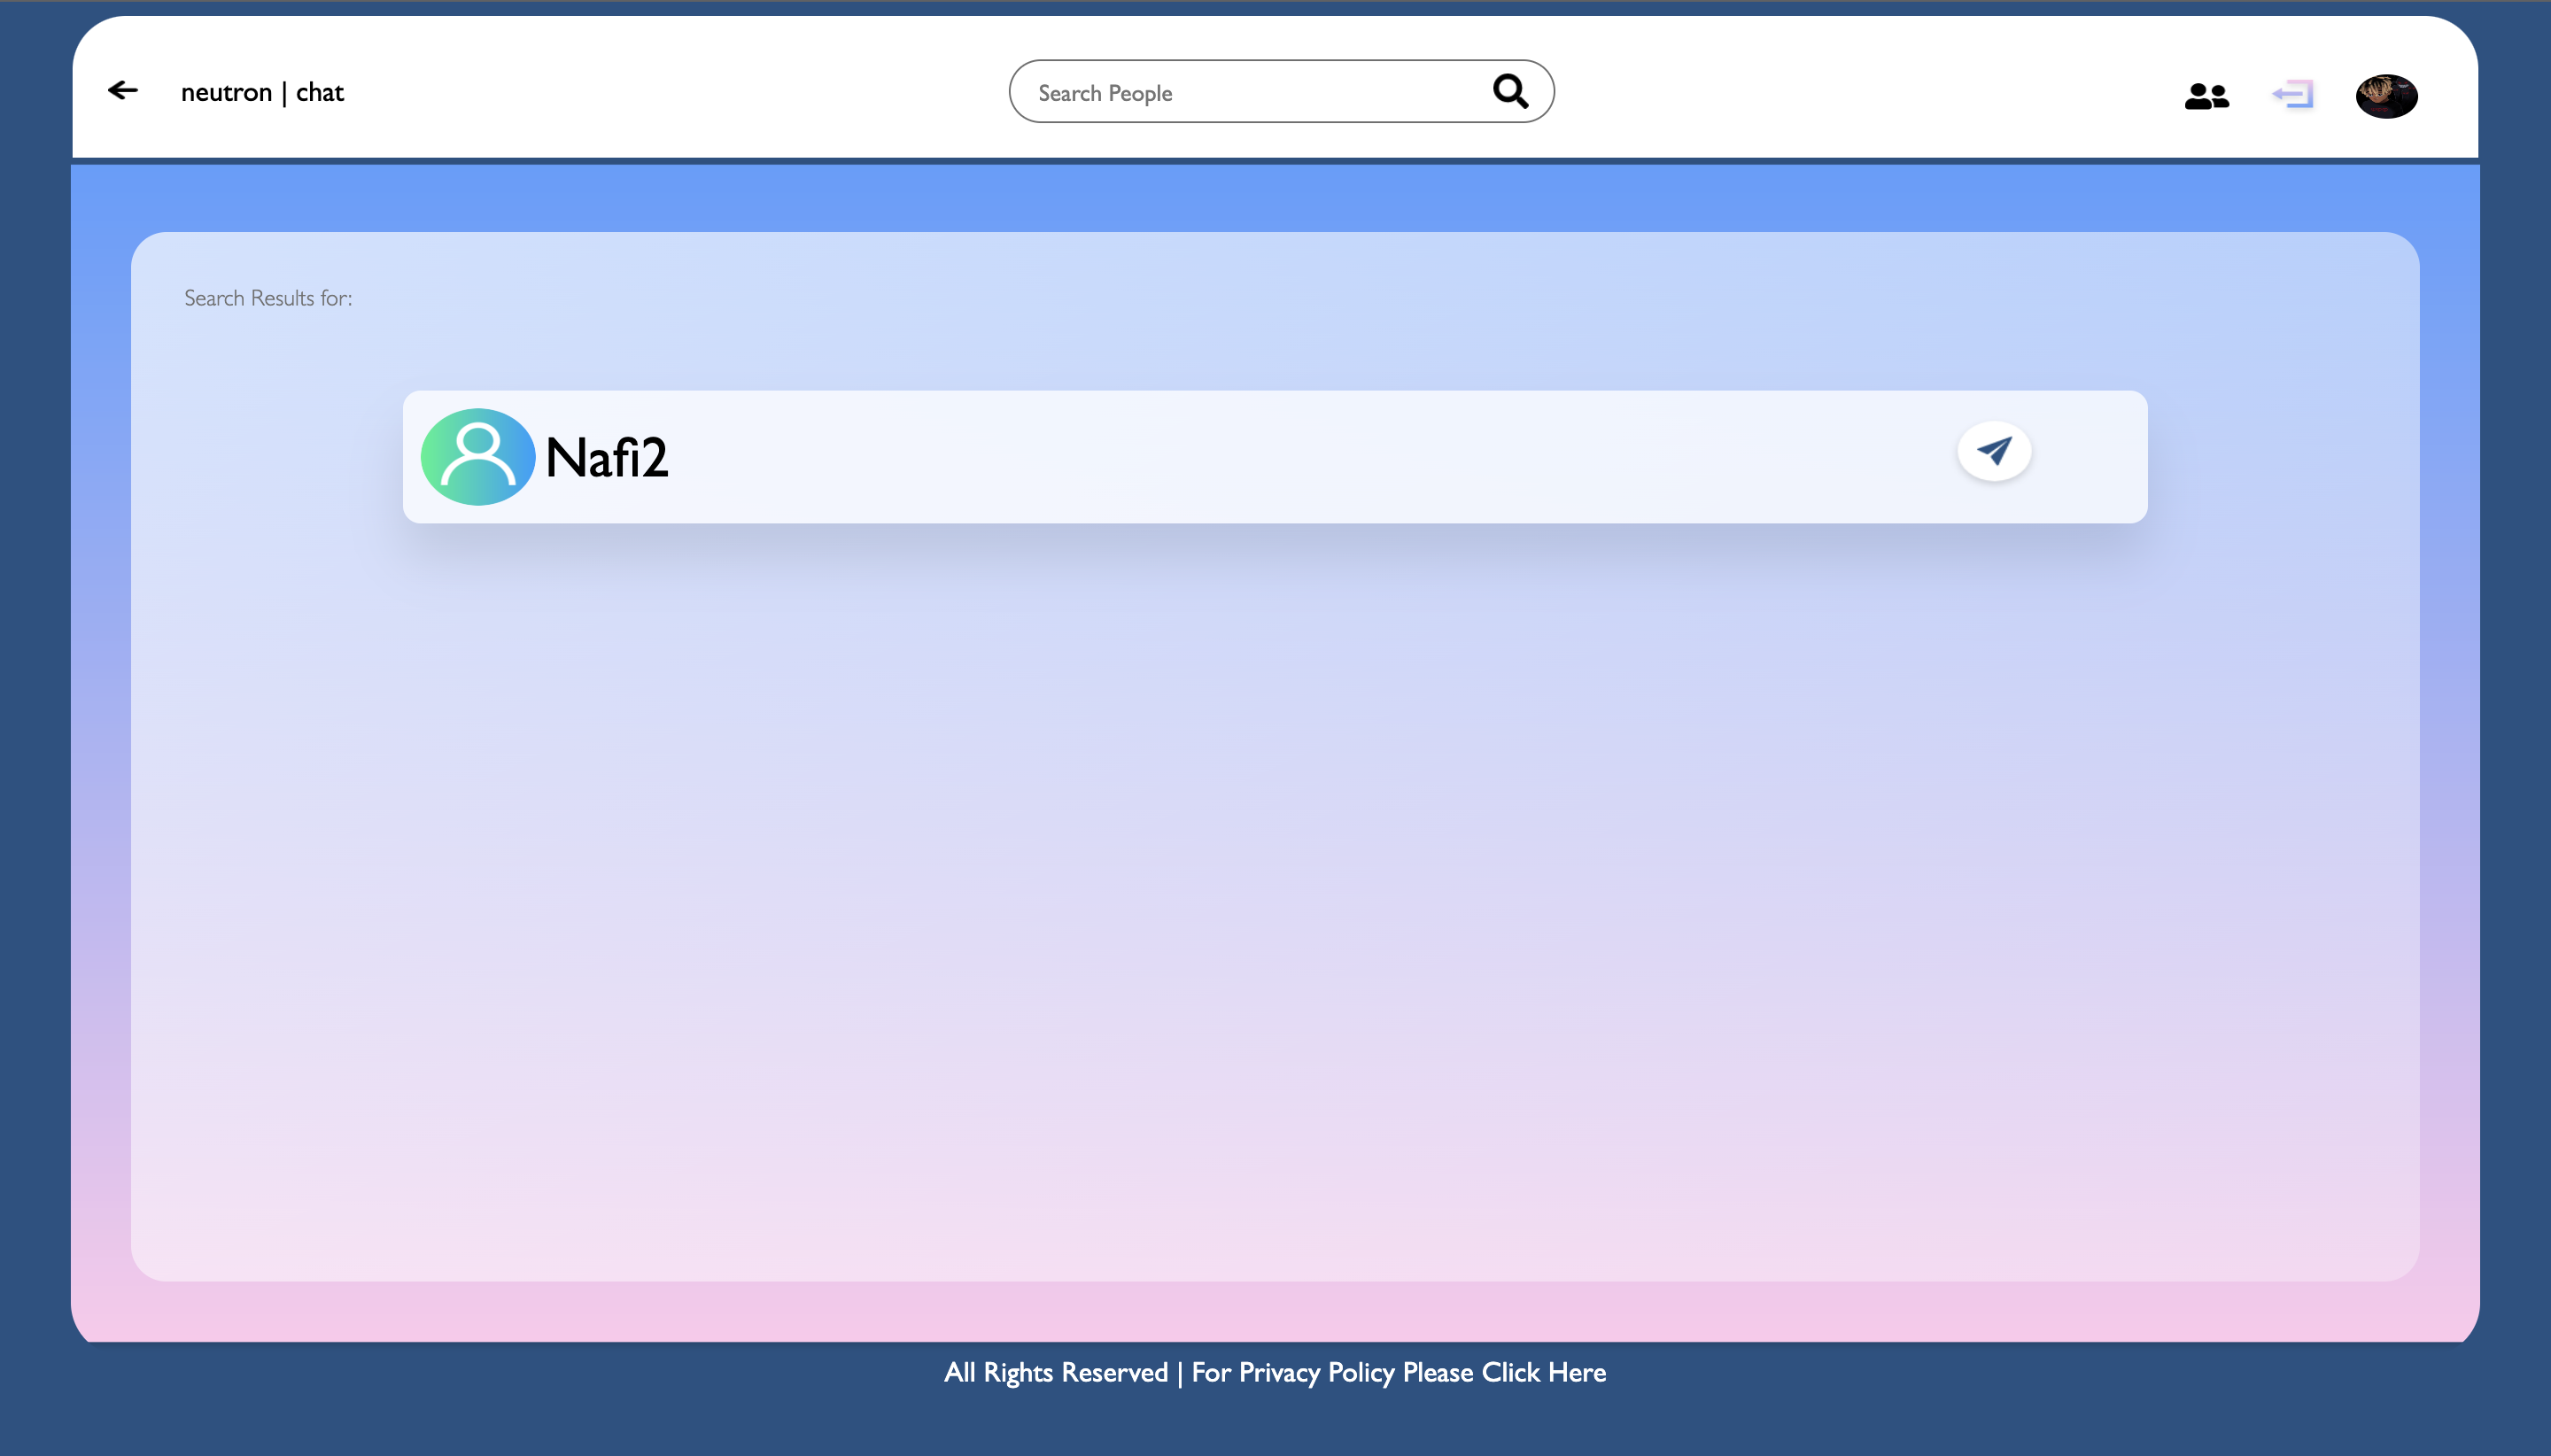 neutron | chat
Search People
Search Results for:
Nafi2
All Rights Reserved | For Privacy Policy Please Click Here